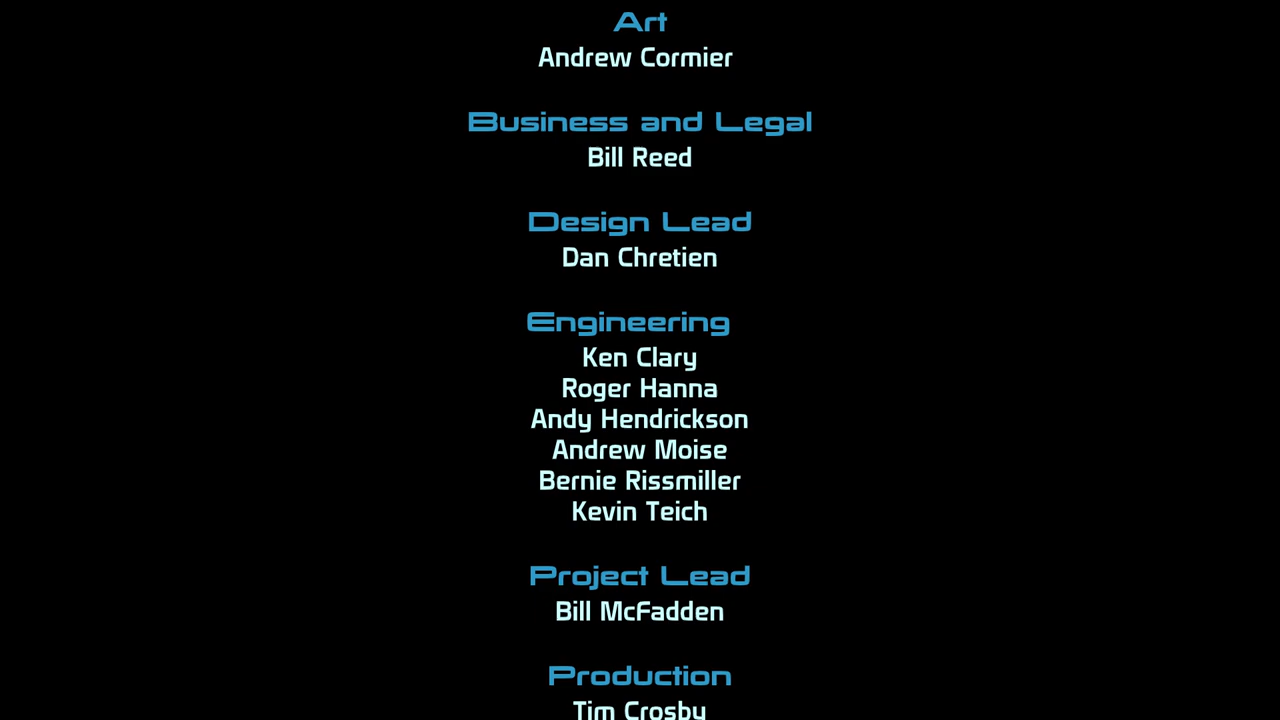 Art
Andrew Cormier
Business and Legal
Bill Reed
Design Lead
Dan Chretien
Engineering
Ken Clary
Roger Hanna
Andy Hendrickson
Andrew Moise
Bernie Rissmiller
Kevin Teich
Project Lead
Bill McFadden
Production
Tim Crosby